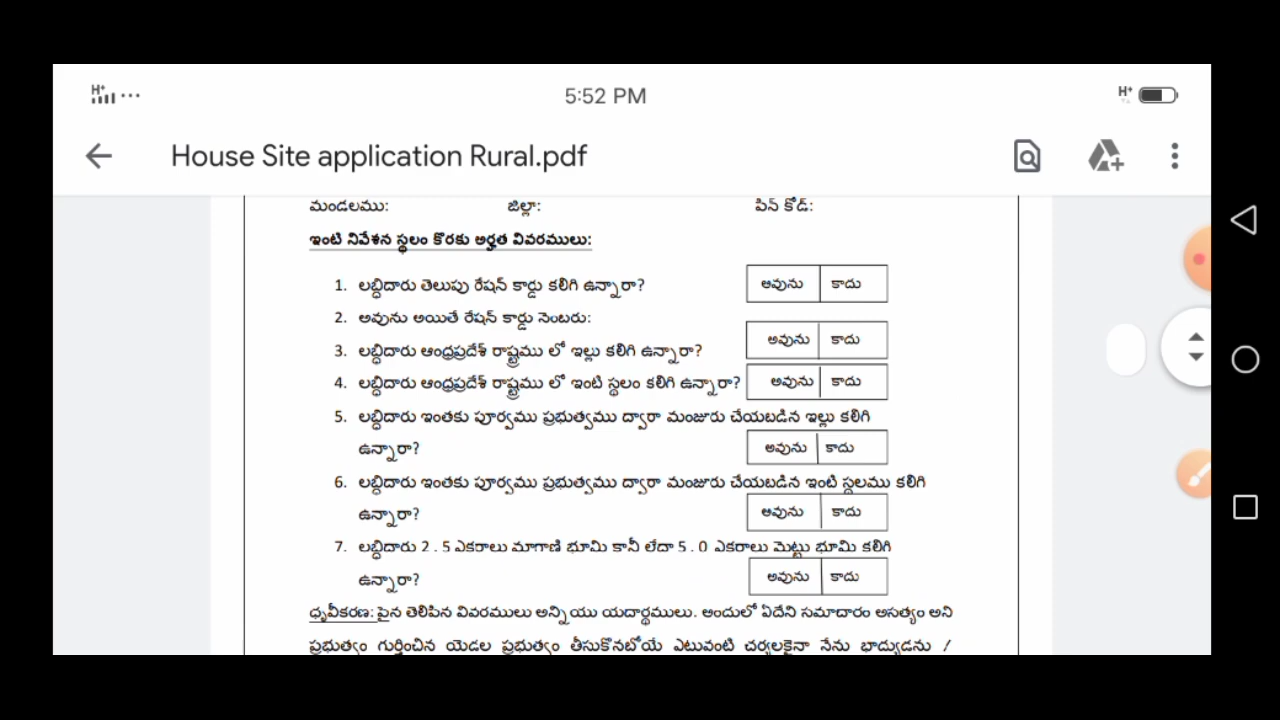 H+
5:52 PM
H+
House Site application Rural.pdf
మండలము: జిల్లా: పిన్ కోడ్:
ఇంటి నివేశన స్థలం కొరకు అర్హత వివరములు:
1. లబ్ధిదారు తెలుపు రేషన్ కార్డు కలిగి ఉన్నారా? అవును కాదు
2. అవును అయితే రేషన్ కార్డు నెంబరు:
3. లబ్ధిదారు ఆంధ్రప్రదేశ్ రాష్ట్రము లో ఇల్లు కలిగి ఉన్నారా? అవును కాదు
4. లబ్ధిదారు ఆంధ్రప్రదేశ్ రాష్ట్రము లో ఇంటి స్థలం కలిగి ఉన్నారా? అవును కాదు
5. లబ్ధిదారు ఇంతకు పూర్వము ప్రభుత్వము ద్వారా మంజురు చేయబడిన ఇల్లు కలిగి
ఉన్నారా? అవును కాదు
6. లబ్ధిదారు ఇంతకు పూర్వము ప్రభుత్వము ద్వారా మంజురు చేయబడిన ఇంటి స్థలము కలిగి
ఉన్నారా? అవును కాదు
7. లబ్ధిదారు 2.5 ఎకరాలు మాగాణి భూమి కానీ లేదా 5.0 ఎకరాలు మెట్టు భూమి కలిగి
ఉన్నారా? అవును కాదు
ధృవీకరణ: పైన తెలిపిన వివరములు అన్నియు యదార్థములు. అందులో ఏదేని సమాదారం అసత్యం అని
ప్రభుత్వం గుర్తించిన యెడల ప్రభుత్వం తీసుకొనబోయే ఎటువంటి చర్యలకైనా నేను భాద్యుడను /